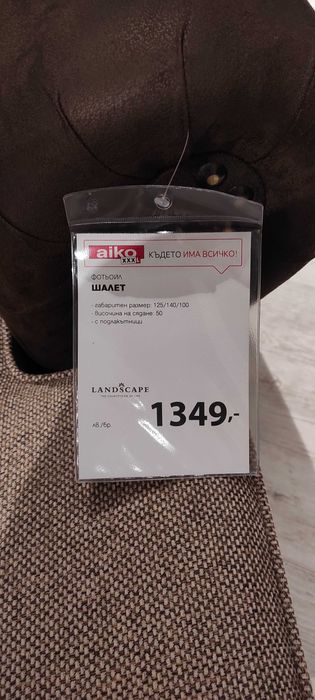 aiko XXXL КЪДЕТО ИМА ВСИЧКО!
ФОТЬОЙЛ
ШАЛЕТ
- габаритен размер: 125/140/100
- височина на сядане: 50
- с подлакътници
LANDSCAPE
лв./бр.
1349,-